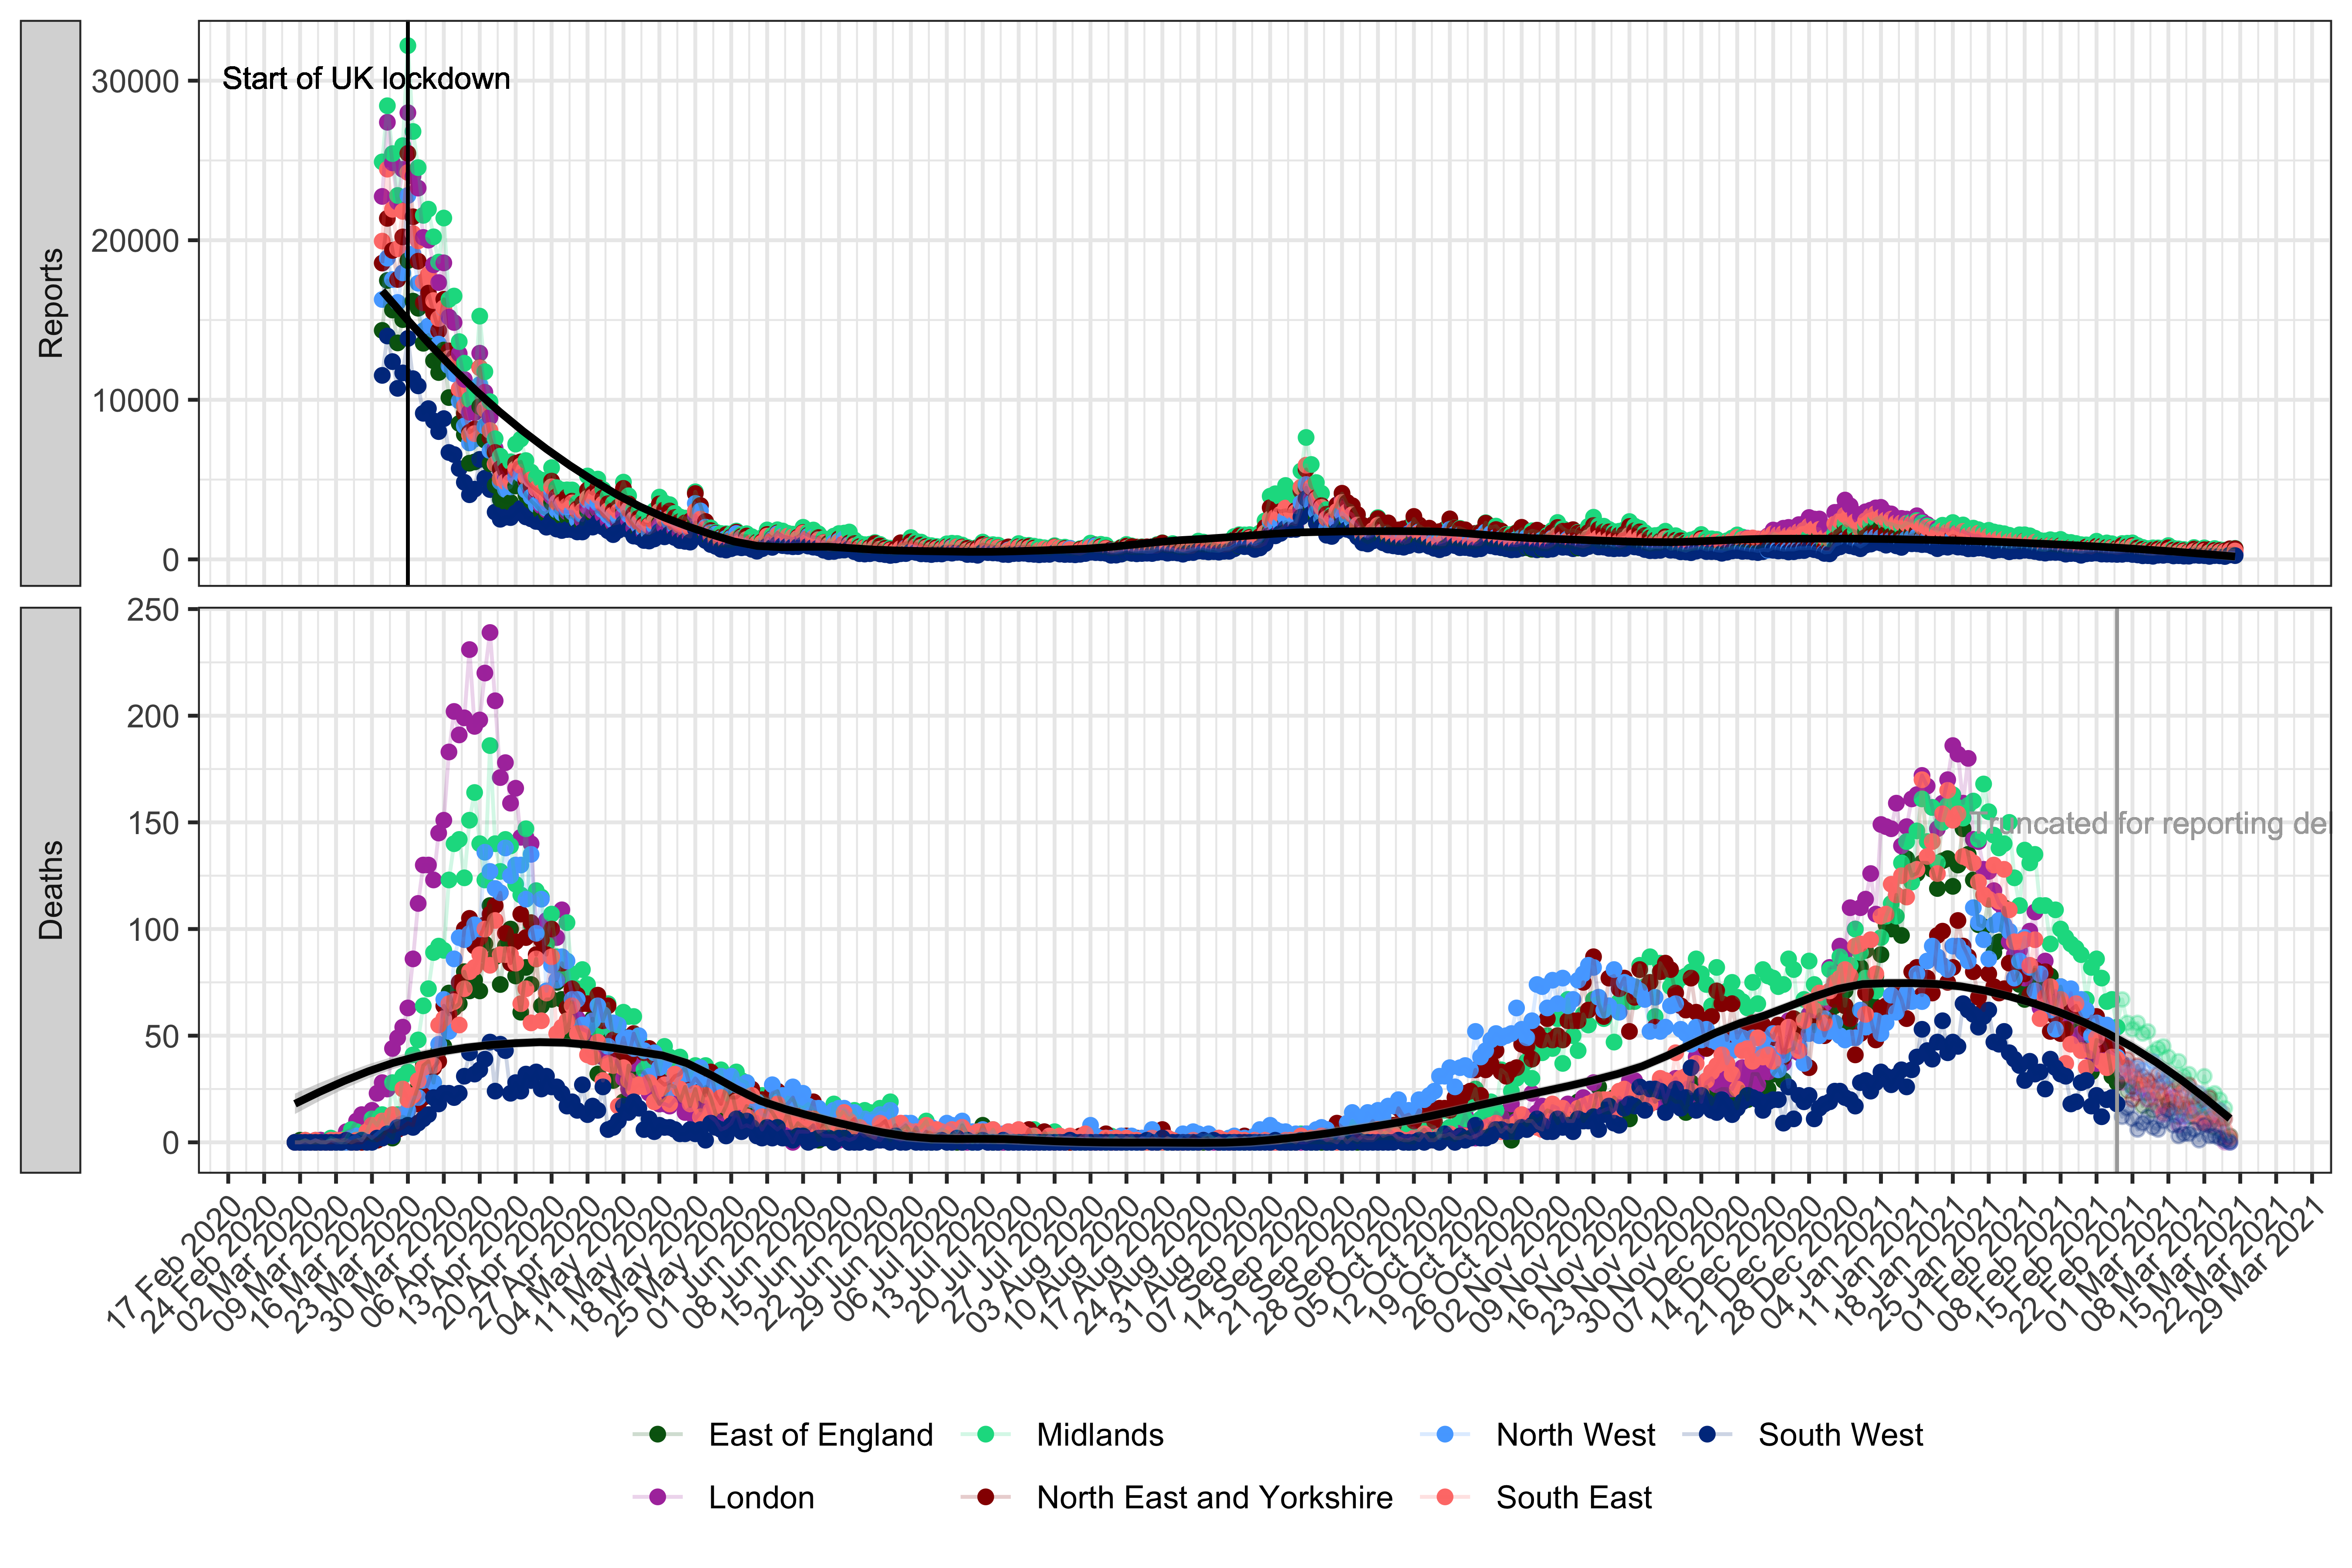 Reports
30000
20000
10000
0
Start of UK lockdown
Deaths
250
200
150
100
50
0
Truncated for reporting de
17 Feb 2020
24 Feb 2020
02 Mar 2020
09 Mar 2020
16 Mar 2020
23 Mar 2020
30 Mar 2020
06 Apr 2020
13 Apr 2020
20 Apr 2020
27 Apr 2020
04 May 2020
11 May 2020
18 May 2020
25 May 2020
01 Jun 2020
08 Jun 2020
15 Jun 2020
22 Jun 2020
29 Jun 2020
06 Jul 2020
13 Jul 2020
20 Jul 2020
27 Jul 2020
03 Aug 2020
10 Aug 2020
17 Aug 2020
24 Aug 2020
31 Aug 2020
07 Sep 2020
14 Sep 2020
21 Sep 2020
28 Sep 2020
05 Oct 2020
12 Oct 2020
19 Oct 2020
26 Oct 2020
02 Nov 2020
09 Nov 2020
16 Nov 2020
23 Nov 2020
30 Nov 2020
07 Dec 2020
14 Dec 2020
21 Dec 2020
28 Dec 2020
04 Jan 2021
11 Jan 2021
18 Jan 2021
25 Jan 2021
01 Feb 2021
08 Feb 2021
15 Feb 2021
22 Feb 2021
01 Mar 2021
08 Mar 2021
15 Mar 2021
22 Mar 2021
29 Mar 2021
East of England
Midlands
North West
South West
London
North East and Yorkshire
South East